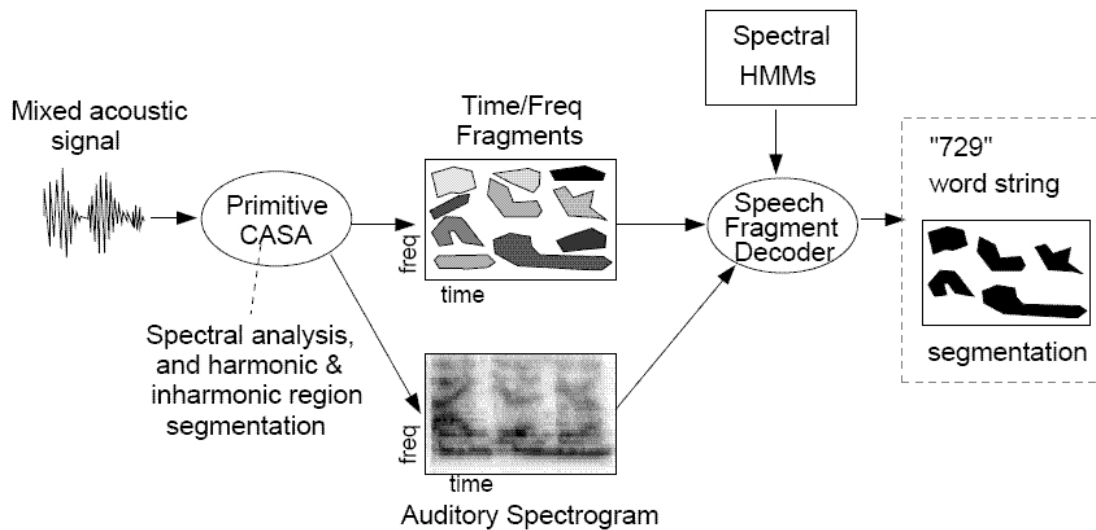 Mixed acoustic
signal
Primitive
CASA
Spectral analysis,
and harmonic &
inharmonic region
segmentation
Time/Freq
Fragments
freq
time
freq
time
Auditory Spectrogram
Spectral
HMMs
Speech
Fragment
Decoder
"729"
word string
segmentation